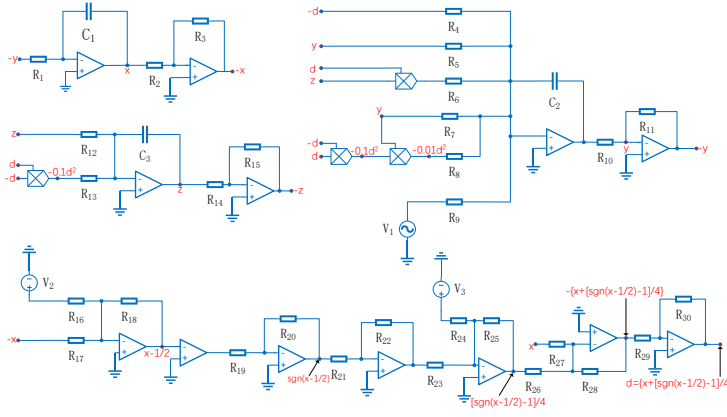 -d
R4
C1
R3
y
R5
-y
R1
x
R2
-x
d
z
R6
C2
y
R7
R11
z
R12
C3
R15
-d
-0.1d²
-0.01d²
d
R8
R10
y
-y
d
-d
-0.1d²
R13
z
R14
-z
R9
V1
V2
V3
-{x+[sgn(x-1/2)-1]/4}
R16
R18
R20
R22
R24
R25
R30
-x
R17
x-1/2
R19
sgn(x-1/2)
R21
R23
x
R27
R29
[sgn(x-1/2)-1]/4
R26
R28
d={x+[sgn(x-1/2)-1]/4